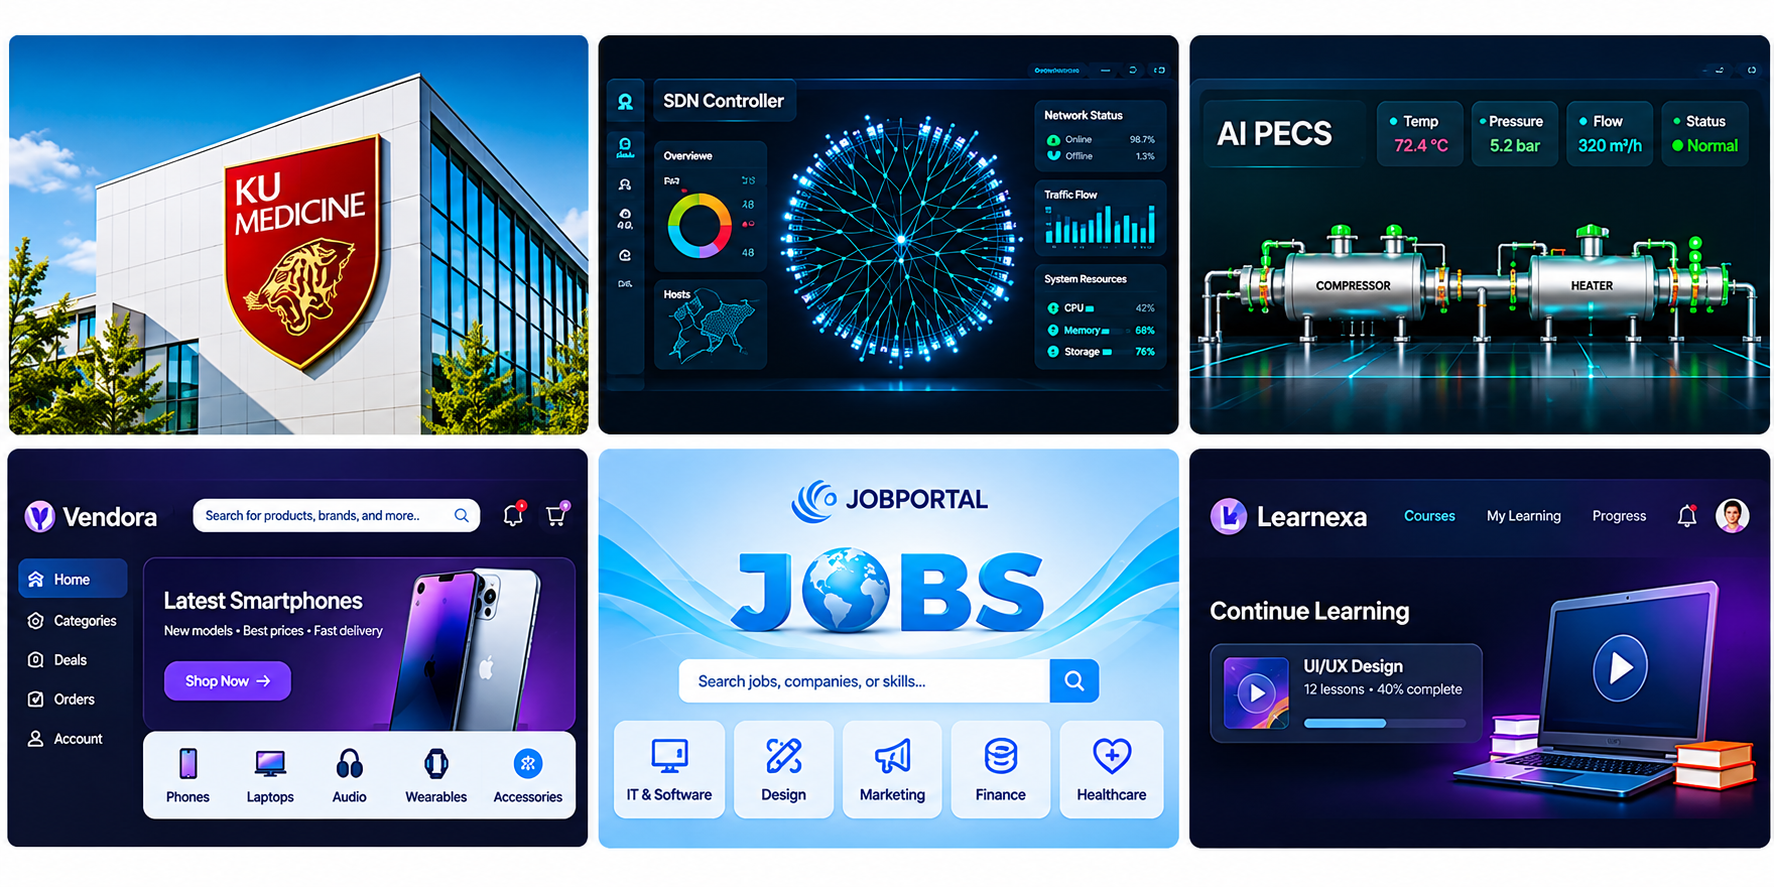 KU
MEDICINE
SDN Controller
Overviewe
48
Hosts
Network Status
Online 98.7%
Offline 1.3%
Traffic Flow
System Resources
CPU 42%
Memory 68%
Storage 76%
AI PECS
Temp
72.4 °C
Pressure
5.2 bar
Flow
320 m³/h
Status
Normal
COMPRESSOR
HEATER
Vendora
Search for products, brands, and more..
Home
Categories
Deals
Orders
Account
Latest Smartphones
New models • Best prices • Fast delivery
Shop Now →
Phones
Laptops
Audio
Wearables
Accessories
JOBPORTAL
JOBS
Search jobs, companies, or skills...
IT & Software
Design
Marketing
Finance
Healthcare
Learnexa
Courses
My Learning
Progress
Continue Learning
UI/UX Design
12 lessons • 40% complete